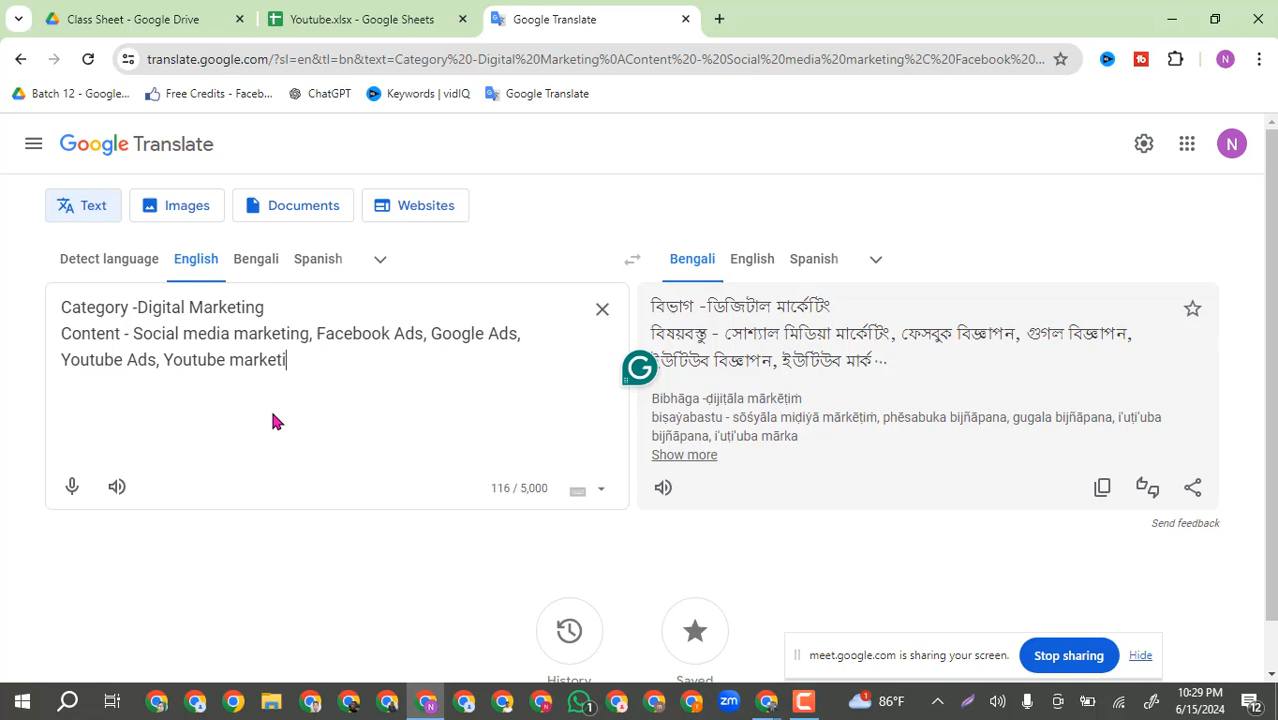 Class Sheet - Google Drive
Youtube.xlsx - Google Sheets
Google Translate
translate.google.com/?sl=en&tl=bn&text=Category%20-Digital%20Marketing%0AContent%20-%20Social%20media%20marketing%2C%20Facebook%20...
N
Batch 12 - Google...
Free Credits - Faceb...
ChatGPT
Keywords | vidIQ
Google Translate
Google Translate
N
Text
Images
Documents
Websites
Detect language
English
Bengali
Spanish
Bengali
English
Spanish
Category -Digital Marketing
Content - Social media marketing, Facebook Ads, Google Ads,
Youtube Ads, Youtube marketi
116 / 5,000
বিভাগ -ডিজিটাল মার্কেটিং
বিষয়বস্তু - সোশ্যাল মিডিয়া মার্কেটিং, ফেসবুক বিজ্ঞাপন, গুগল বিজ্ঞাপন,
ইউটিউব বিজ্ঞাপন, ইউটিউব মার্ক...
Bibhāga -ḍijiṭāla mārkēṭiṁ
biṣaẏabastu - sōśyāla miḍiẏā mārkēṭiṁ, phēsabuka bijñāpana, gugala bijñāpana, i'uṭi'uba
bijñāpana, i'uṭi'uba mārka
Show more
Send feedback
History
Saved
meet.google.com is sharing your screen.
Stop sharing
Hide
1
zm
1
86°F
10:29 PM
6/15/2024
12